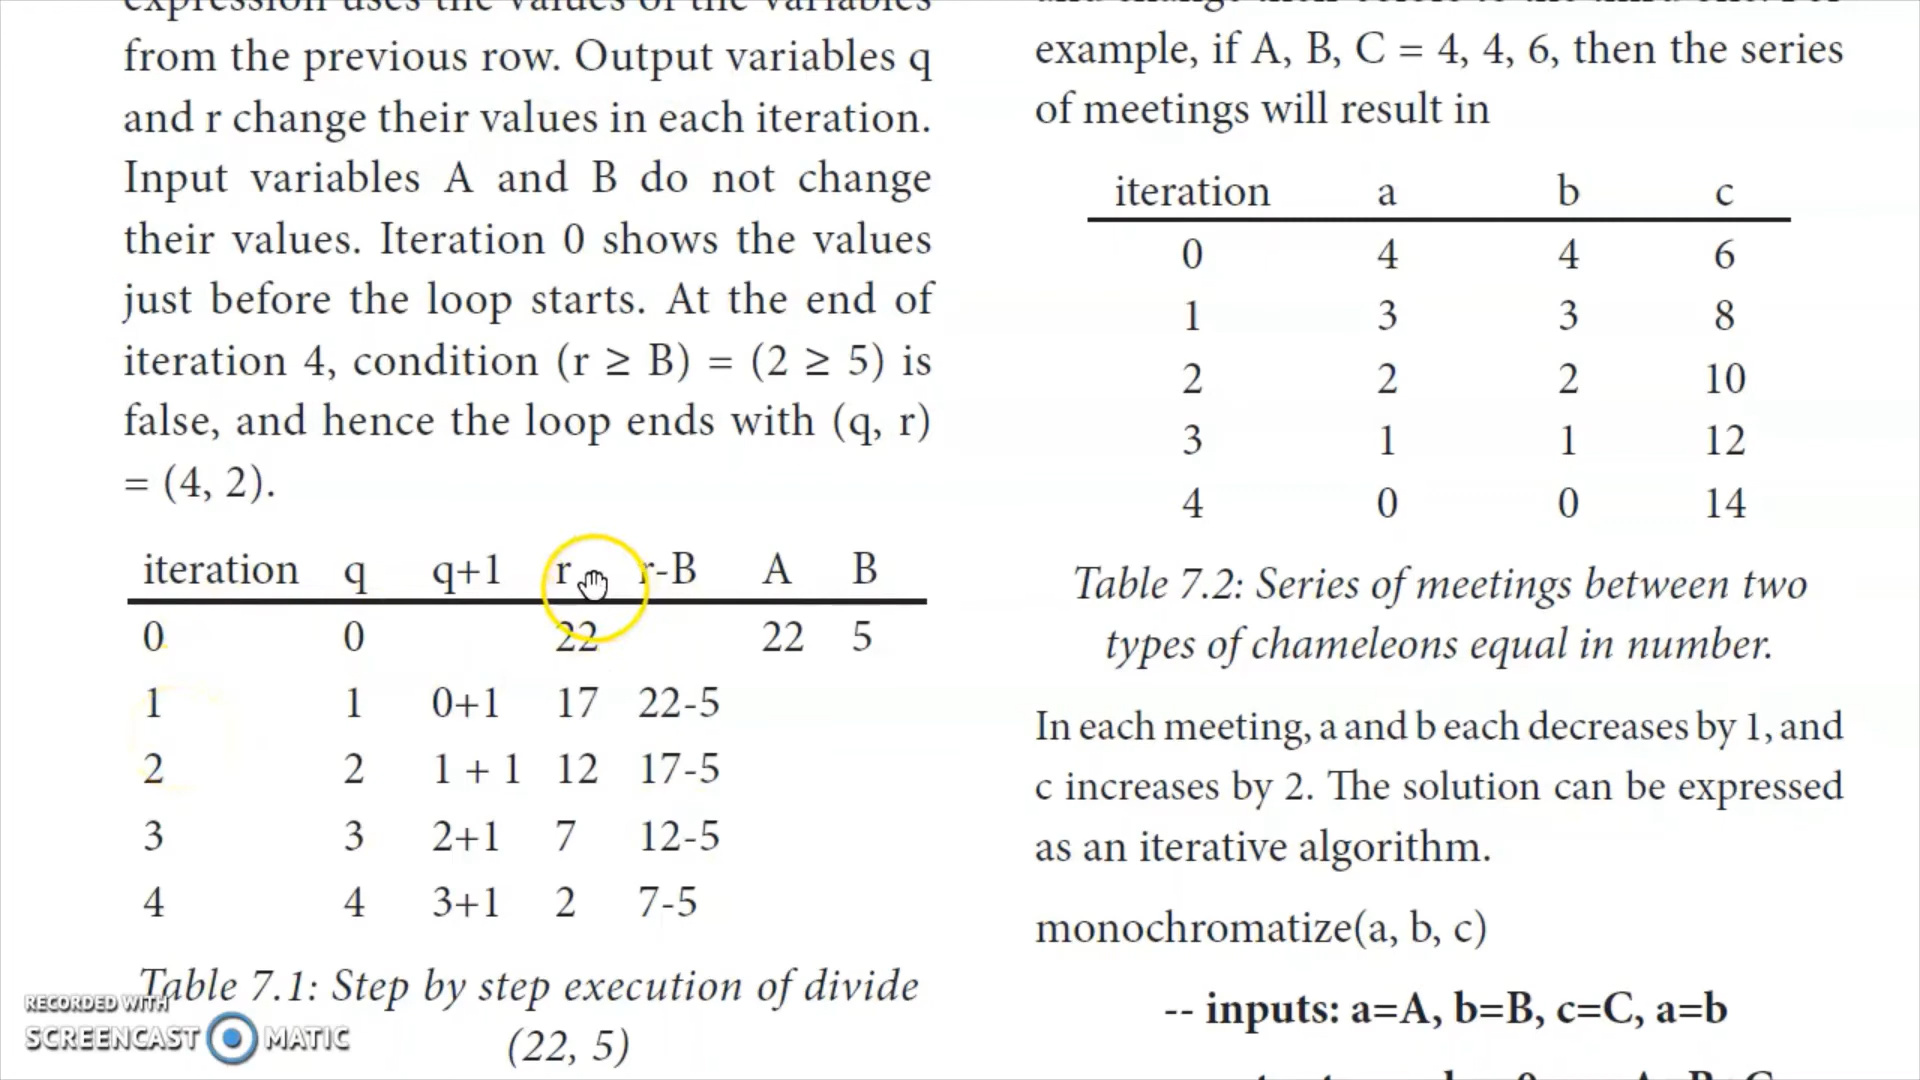 expression uses the values of the variables
from the previous row. Output variables q
and r change their values in each iteration.
Input variables A and B do not change
their values. Iteration 0 shows the values
just before the loop starts. At the end of
iteration 4, condition (r ≥ B) = (2 ≥ 5) is
false, and hence the loop ends with (q, r)
= (4, 2).
iteration q q+1 r r-B A B
0 0 22 22 5
1 1 0+1 17 22-5
2 2 1 + 1 12 17-5
3 3 2+1 7 12-5
4 4 3+1 2 7-5
Table 7.1: Step by step execution of divide
(22, 5)
example, if A, B, C = 4, 4, 6, then the series
of meetings will result in
iteration a b c
0 4 4 6
1 3 3 8
2 2 2 10
3 1 1 12
4 0 0 14
Table 7.2: Series of meetings between two
types of chameleons equal in number.
In each meeting, a and b each decreases by 1, and
c increases by 2. The solution can be expressed
as an iterative algorithm.
monochromatize(a, b, c)
-- inputs: a=A, b=B, c=C, a=b
RECORDED WITH
SCREENCAST MATIC